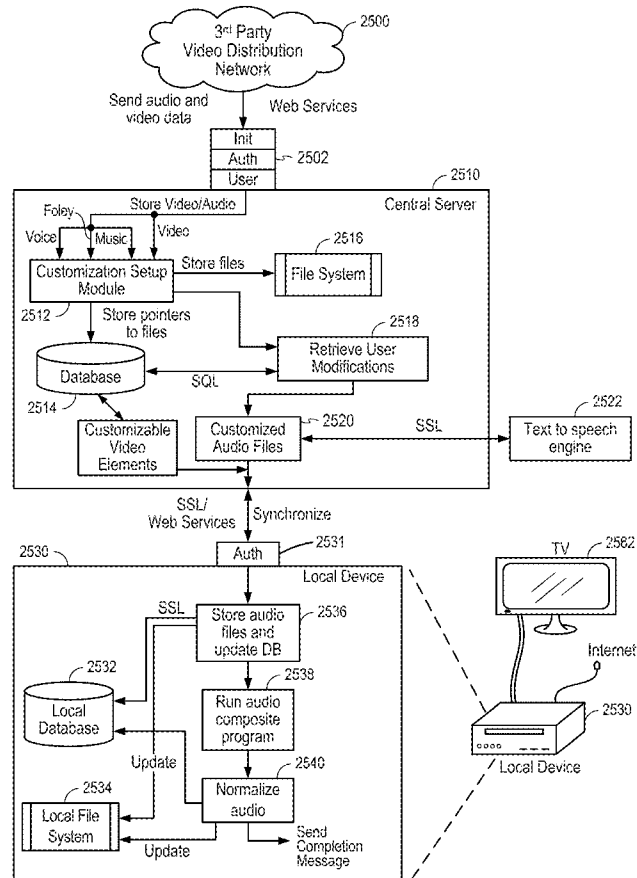 2500
3rd Party
Video Distribution
Network
Send audio and
video data
Web Services
Init
Auth
User
2502
2510
Central Server
Store Video/Audio
Foley
Voice
Music
Video
Customization Setup
Module
2512
Store files
2516
File System
Store pointers
to files
2518
Retrieve User
Modifications
Database
2514
SQL
Customizable
Video
Elements
2520
Customized
Audio Files
SSL
2522
Text to speech
engine
SSL/
Web Services
Synchronize
2531
Auth
2530
Local Device
SSL
2536
Store audio
files and
update DB
2532
Local
Database
2538
Run audio
composite
program
Update
2540
Normalize
audio
2534
Local File
System
Update
Send
Completion
Message
TV
2562
Internet
2530
Local Device